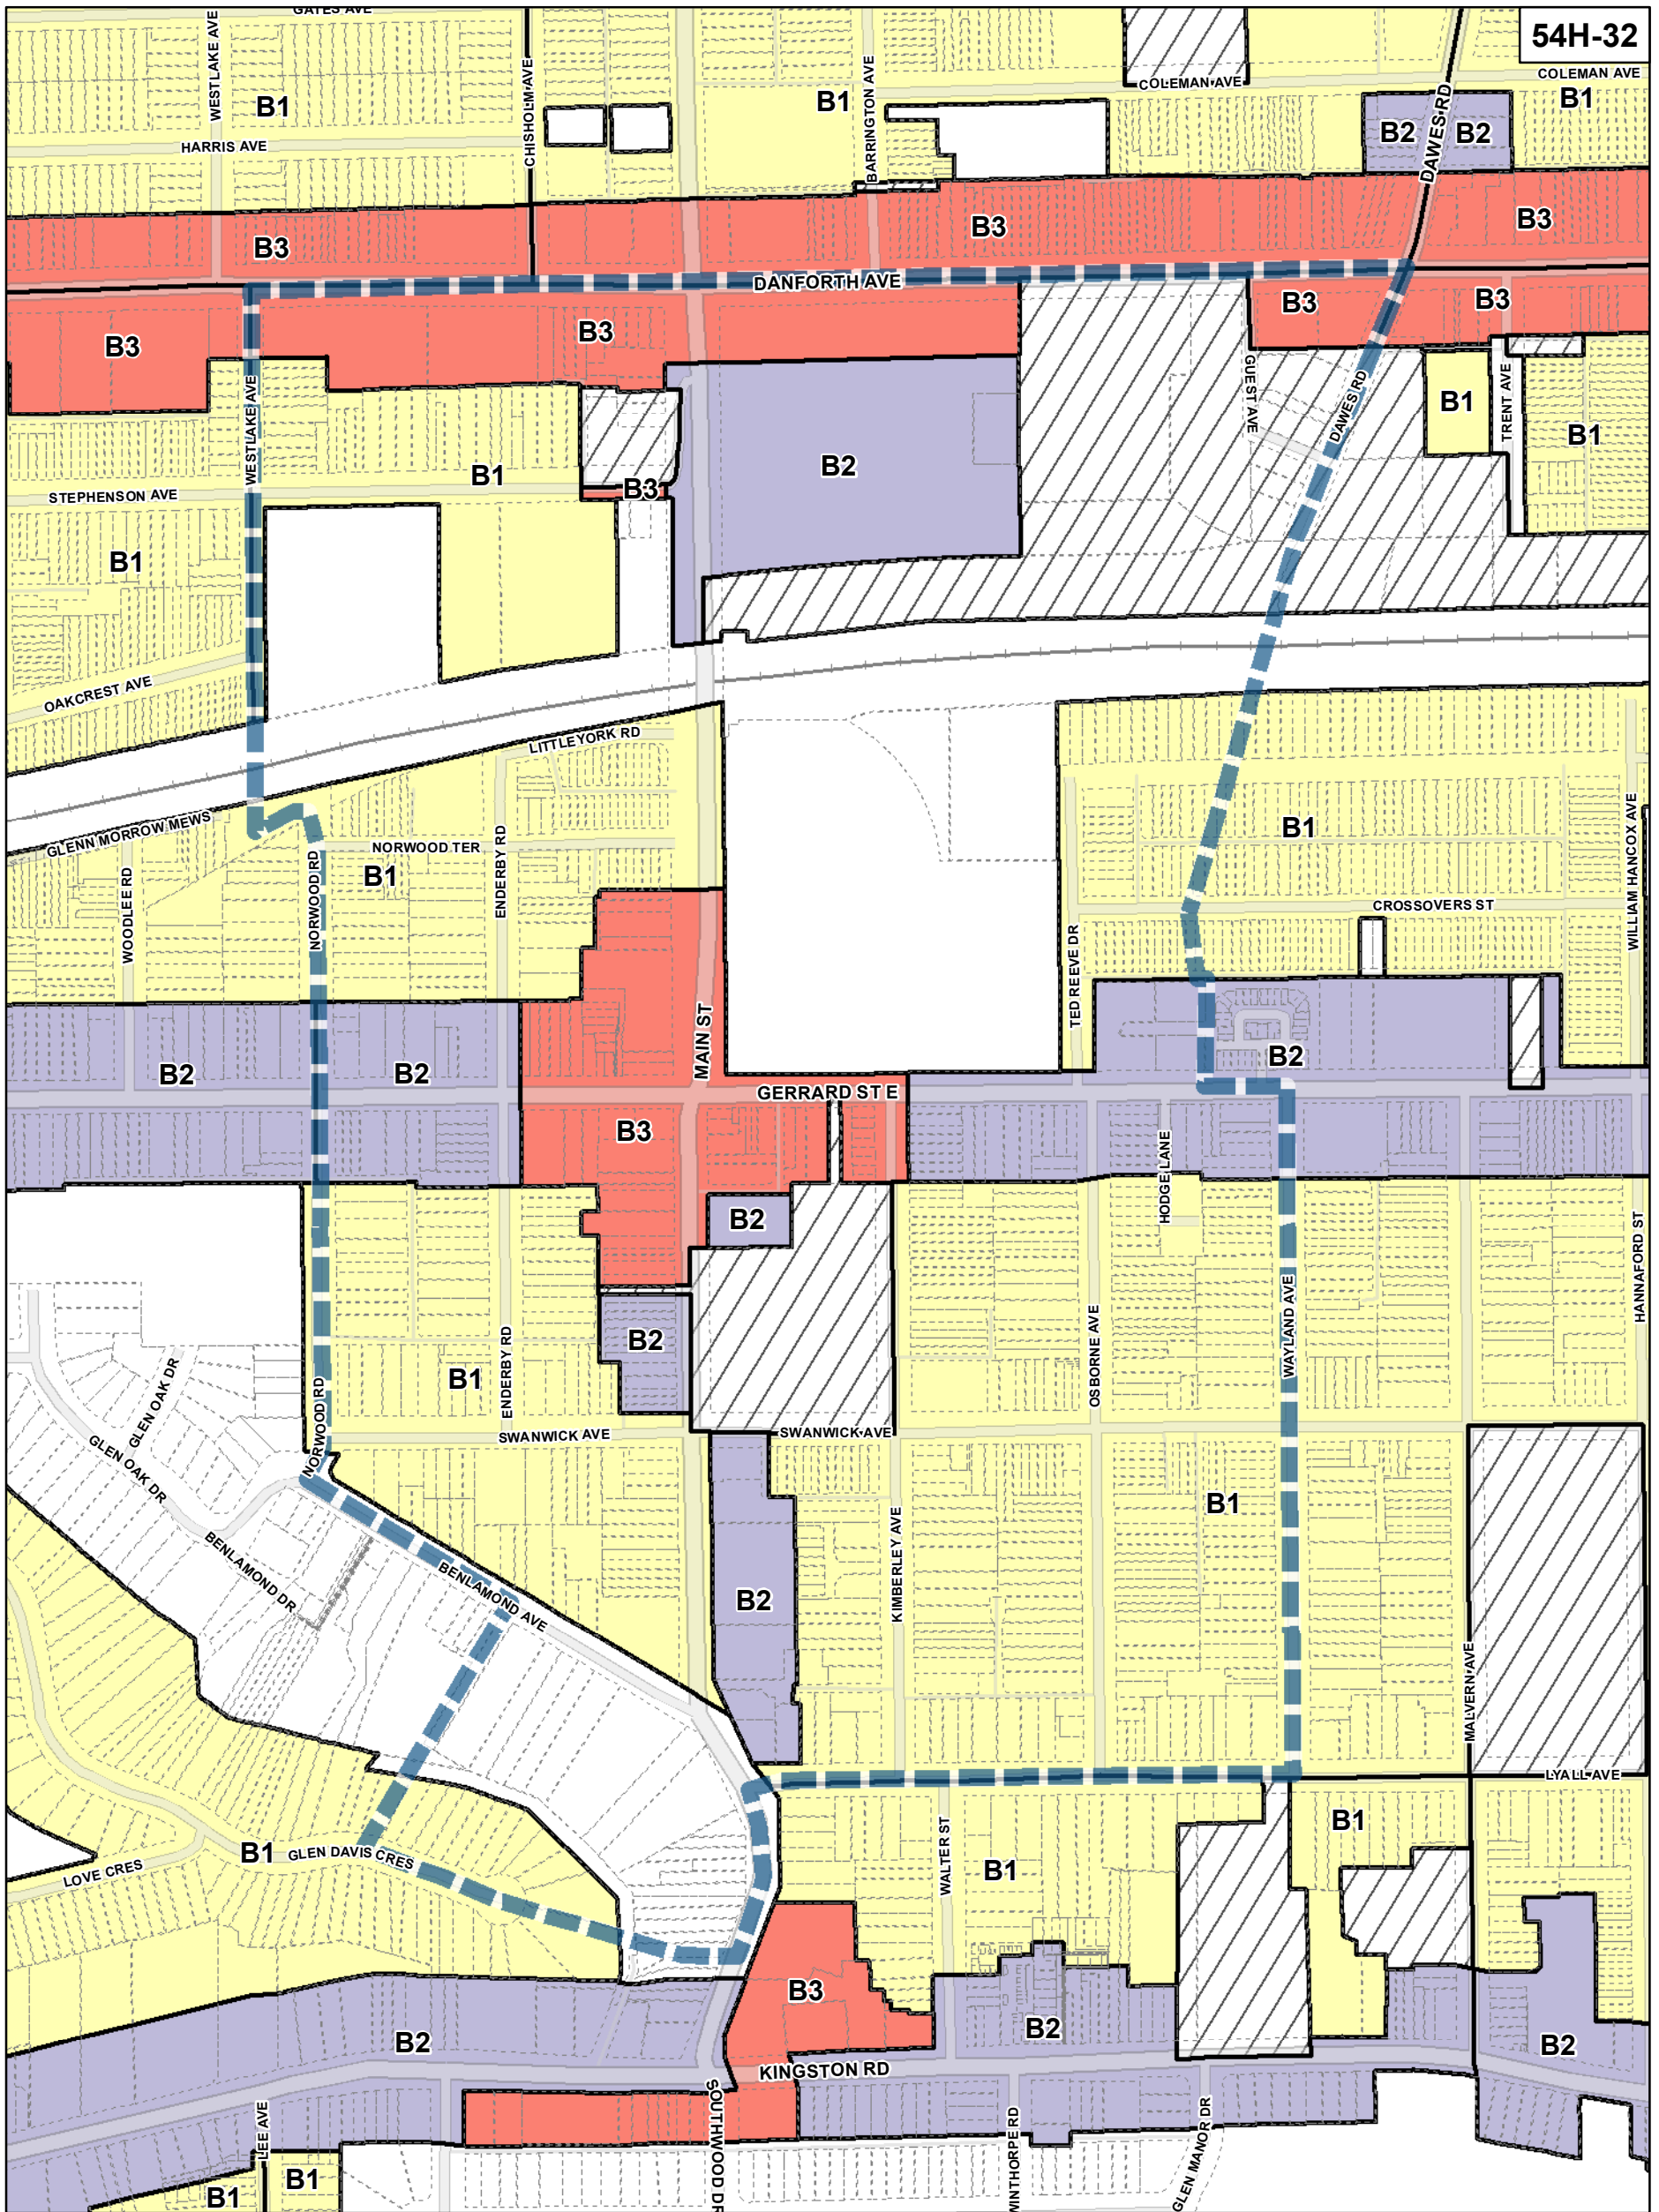 GATES AVE
54H-32
WESTLAKE AVE
CHISHOLM AVE
BARRINGTON AVE
COLEMAN AVE
COLEMAN AVE
B1
B1
B1
DAWES RD
B2
B2
HARRIS AVE
B3
B3
B3
DANFORTH AVE
B3
B3
B3
B3
WESTLAKE AVE
GUEST AVE
DAWES RD
TRENT AVE
B1
B1
B1
B2
STEPHENSON AVE
B3
B1
OAKCREST AVE
LITTLEYORK RD
GLENN MORROW MEWS
NORWOOD TER
B1
B1
WOODLE RD
NORWOOD RD
ENDERBY RD
WILLIAM HANCOX AVE
CROSSOVERS ST
TED REEVE DR
MAIN ST
B2
B2
B2
GERRARD ST E
B3
HODGE LANE
B2
HANNAFORD ST
B2
WAYLAND AVE
OSBORNE AVE
B1
ENDERBY RD
NORWOOD RD
GLEN OAK DR
GLEN OAK DR
SWANWICK AVE
SWANWICK AVE
B1
KIMBERLEY AVE
BENLAMOND DR
BENLAMOND AVE
B2
MALVERN AVE
LYALL AVE
B1
B1
GLEN DAVIS CRES
LOVE CRES
WALTER ST
B1
B3
B2
B2
B2
KINGSTON RD
SOUTHWOOD DR
LEE AVE
WINTHORPE RD
GLEN MANOR DR
B1
B1